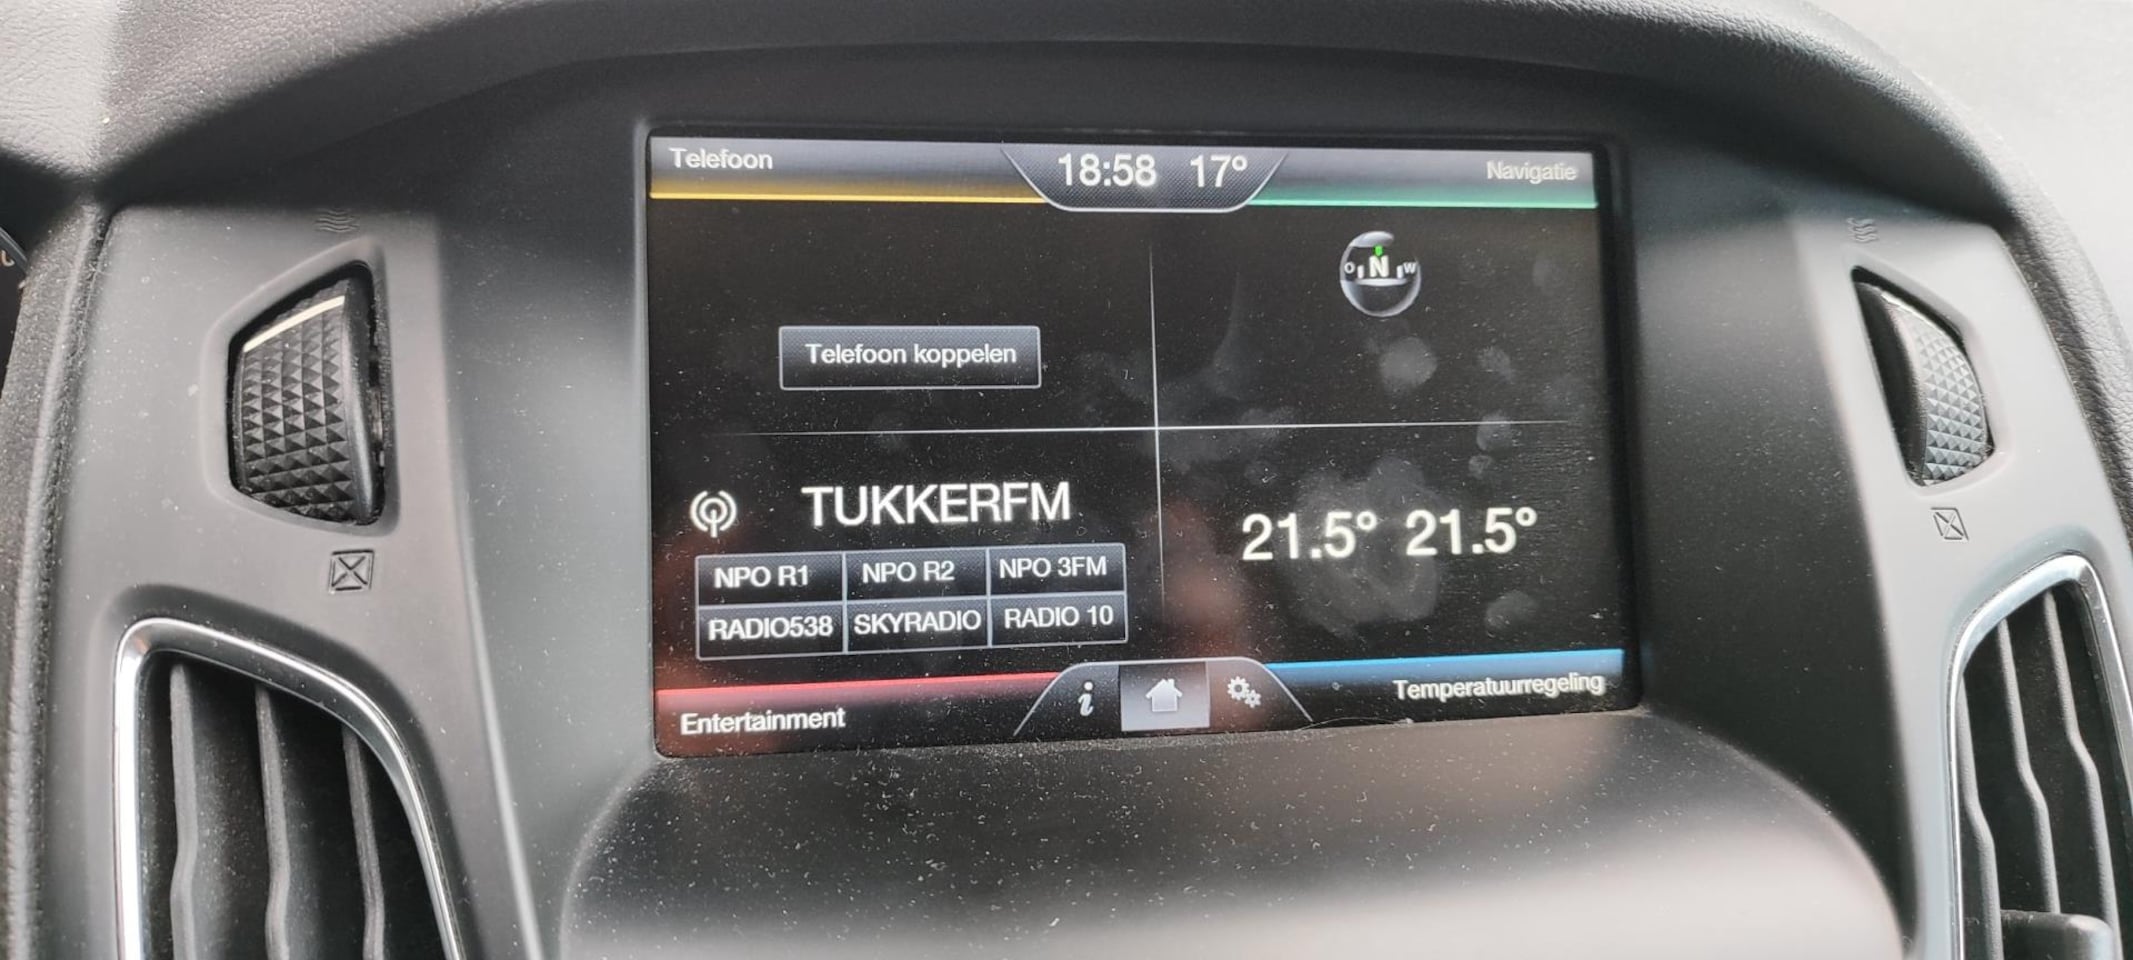 Telefoon
18:58 17°
Navigatie
O N W
Telefoon koppelen
TUKKERFM
21.5° 21.5°
NPO R1 NPO R2 NPO 3FM
RADIO538 SKYRADIO RADIO 10
Entertainment
i
Temperatuurregeling